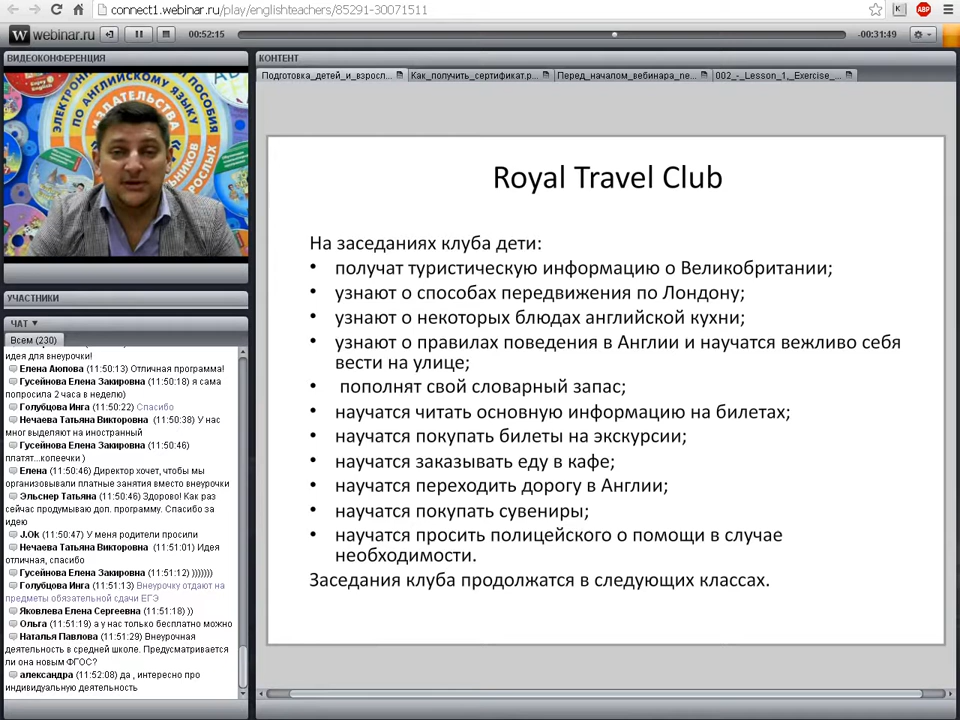 connect1.webinar.ru/play/englishteachers/85291-30071511
K
ABP
W webinar.ru
00:52:15
-00:31:49
ВИДЕОКОНФЕРЕНЦИЯ
ЭЛЕКТРОННЫЕ ПОСОБИЯ
ПО АНГЛИЙСКОМУ ЯЗЫКУ
ИЗДАТЕЛЬСТВА
УЧАСТНИКИ
ЧАТ
Всем (230)
идея для внеурочки!
Елена Аюпова (11:50:13) Отличная программа!
Гусейнова Елена Закировна (11:50:18) я сама
попросила 2 часа в неделю)
Голубцова Инга (11:50:22) Спасибо
Нечаева Татьяна Викторовна (11:50:38) У нас
мног выделяют на иностранный
Гусейнова Елена Закировна (11:50:46)
платят...копеечки )
Елена (11:50:46) Директор хочет, чтобы мы
организовывали платные занятия вместо внеурочки
Эльснер Татьяна (11:50:46) Здорово! Как раз
сейчас продумываю доп. программу. Спасибо за
идею
J.Ok (11:50:47) У меня родители просили
Нечаева Татьяна Викторовна (11:51:01) Идея
отличная, спасибо
Гусейнова Елена Закировна (11:51:12) )))))))
Голубцова Инга (11:51:13) Внеурочку отдают на
предметы обязательной сдачи ЕГЭ
Яковлева Елена Сергеевна (11:51:18) ))
Ольга (11:51:19) а у нас только бесплатно можно
Наталья Павлова (11:51:29) Внеурочная
деятельность в средней школе. Предусматривается
ли она новым ФГОС?
александра (11:52:08) да , интересно про
индивидуальную деятельность
КОНТЕНТ
Подготовка_детей_и_взросл...
Как_получить_сертификат.p...
Перед_началом_вебинара_пе...
002_-_Lesson_1,_Exercise_...
Royal Travel Club
На заседаниях клуба дети:
• получат туристическую информацию о Великобритании;
• узнают о способах передвижения по Лондону;
• узнают о некоторых блюдах английской кухни;
• узнают о правилах поведения в Англии и научатся вежливо себя
вести на улице;
• пополнят свой словарный запас;
• научатся читать основную информацию на билетах;
• научатся покупать билеты на экскурсии;
• научатся заказывать еду в кафе;
• научатся переходить дорогу в Англии;
• научатся покупать сувениры;
• научатся просить полицейского о помощи в случае
необходимости.
Заседания клуба продолжатся в следующих классах.